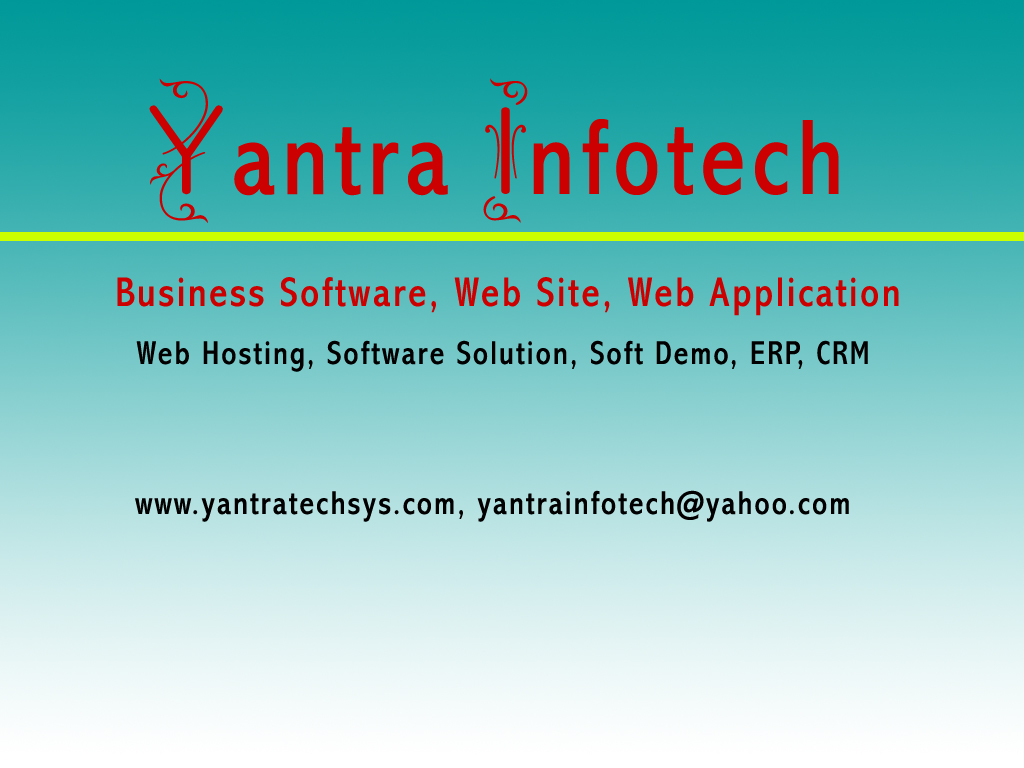 Yantra Infotech
Business Software, Web Site, Web Application
Web Hosting, Software Solution, Soft Demo, ERP, CRM
www.yantratechsys.com, yantrainfotech@yahoo.com